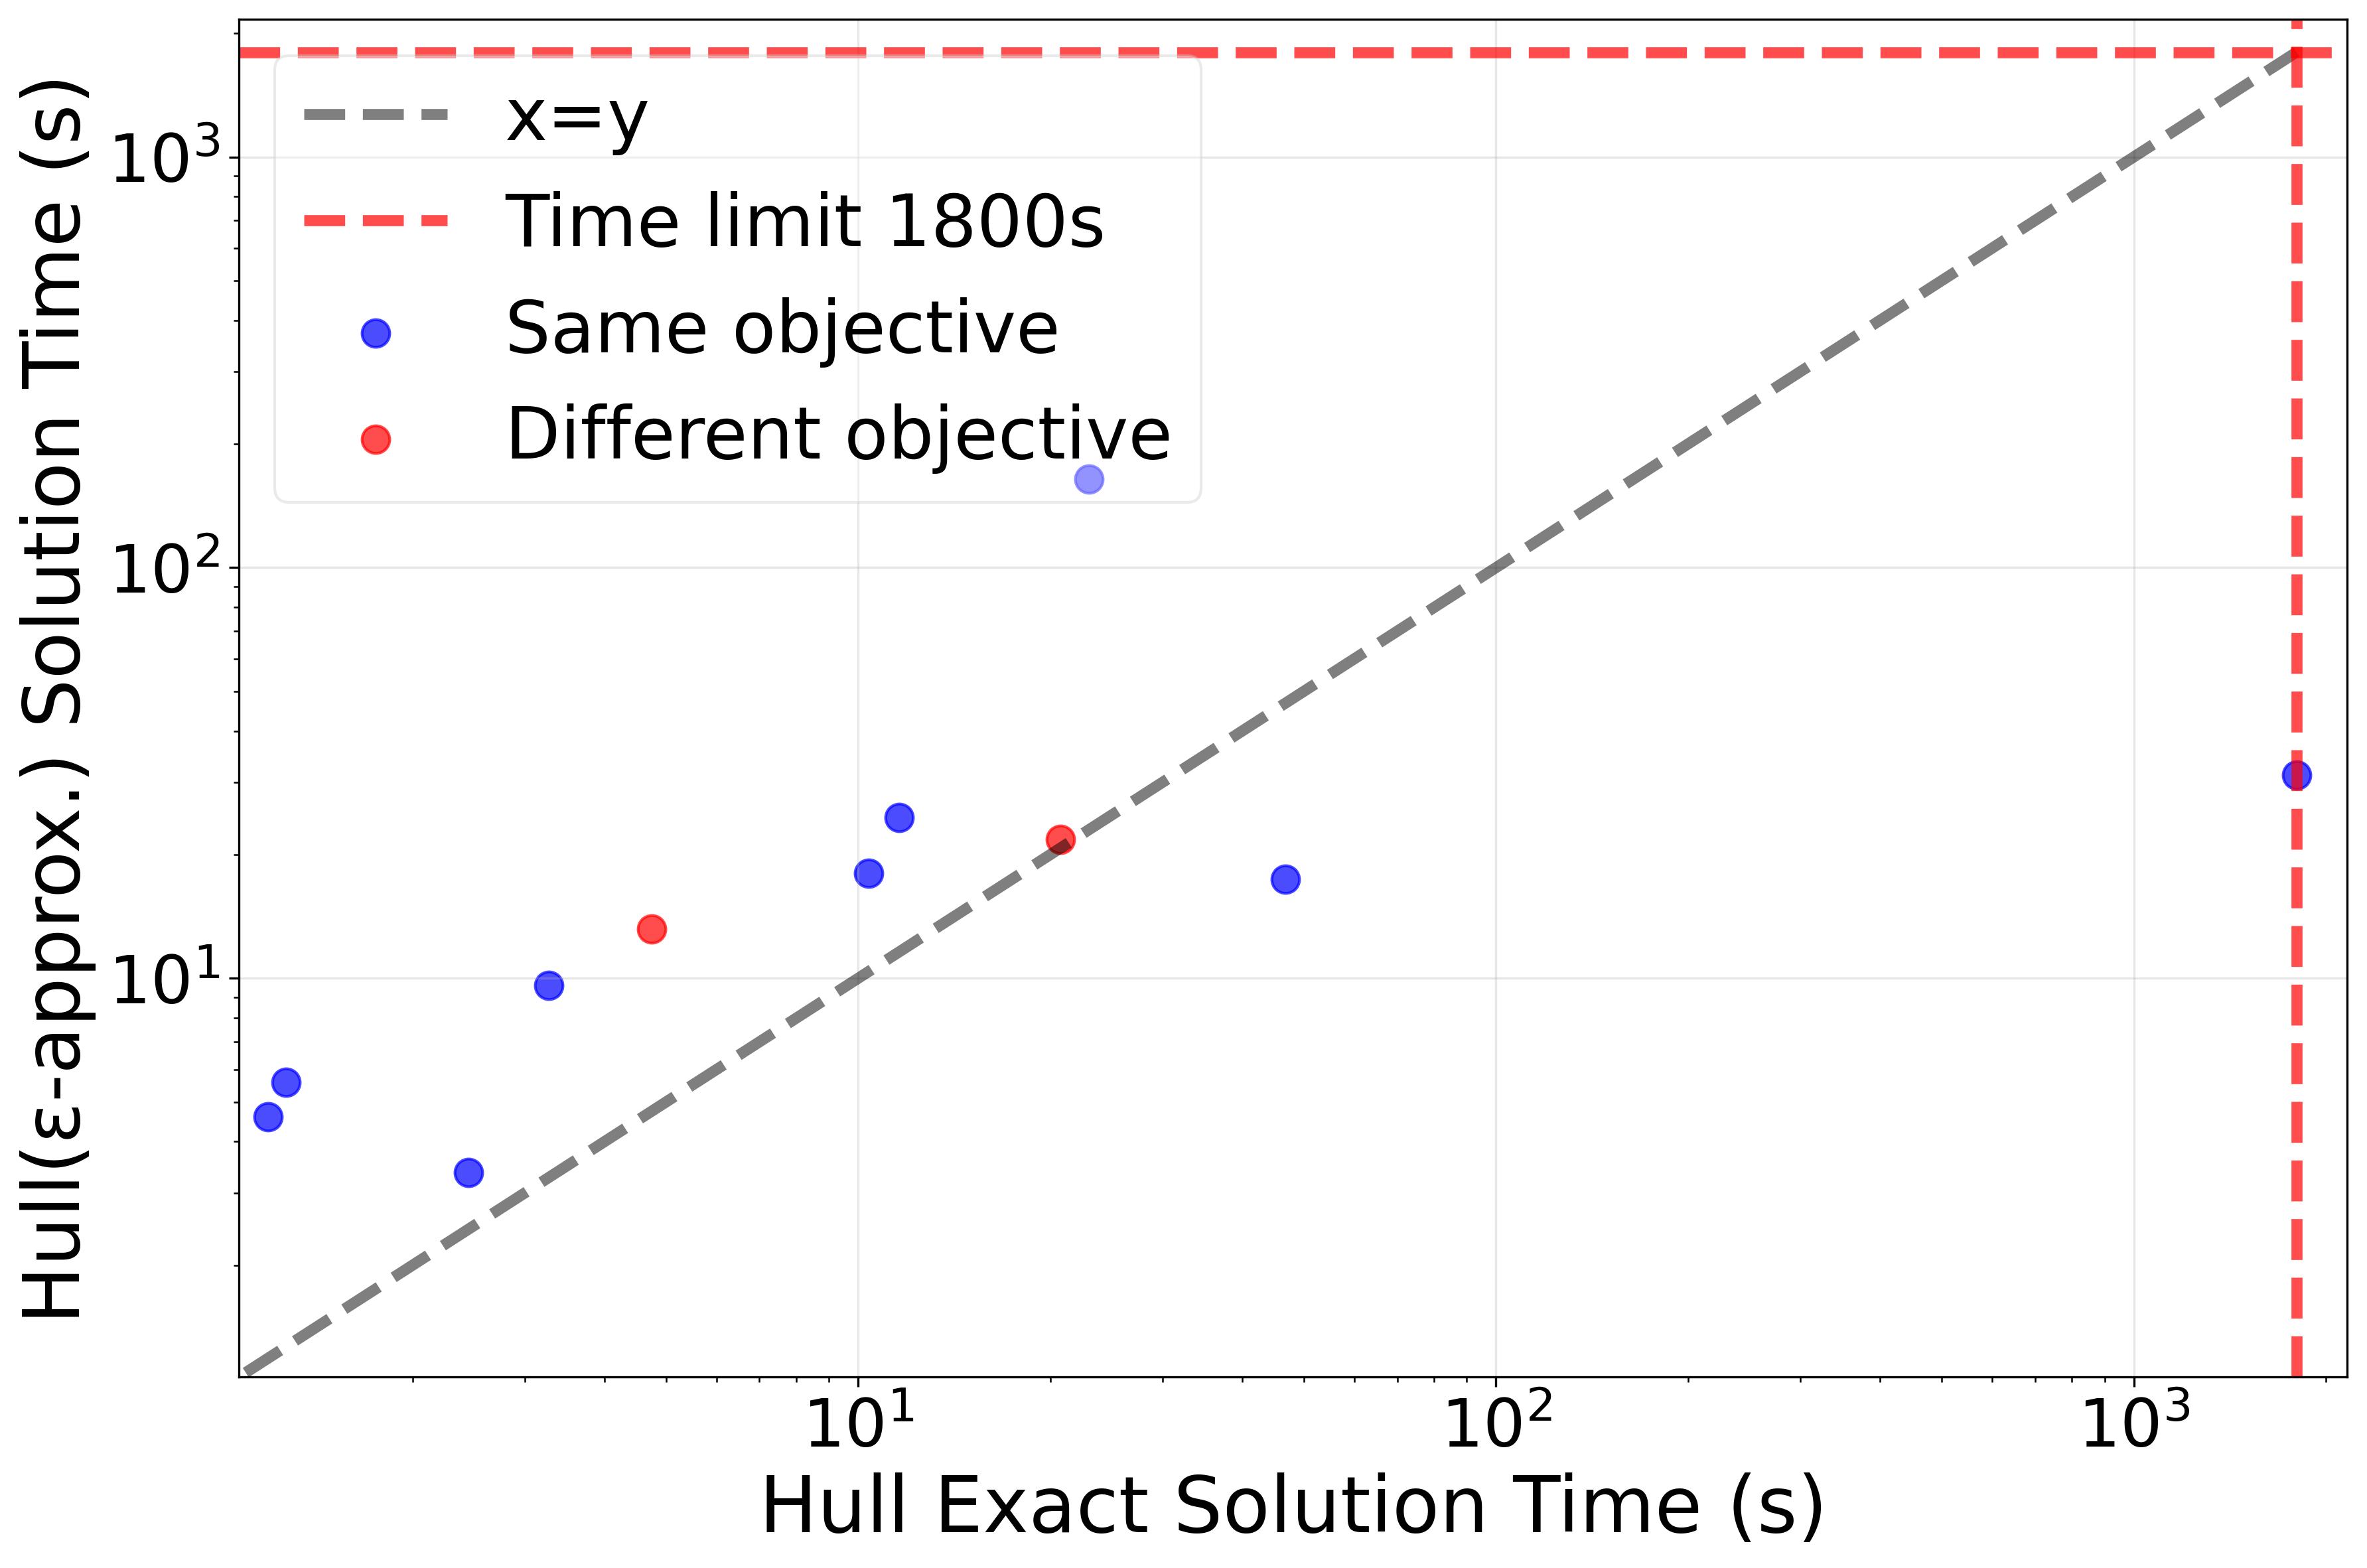 Hull(ε-approx.) Solution Time (s)
10³
10²
10¹
x=y
Time limit 1800s
Same objective
Different objective
10¹
10²
10³
Hull Exact Solution Time (s)